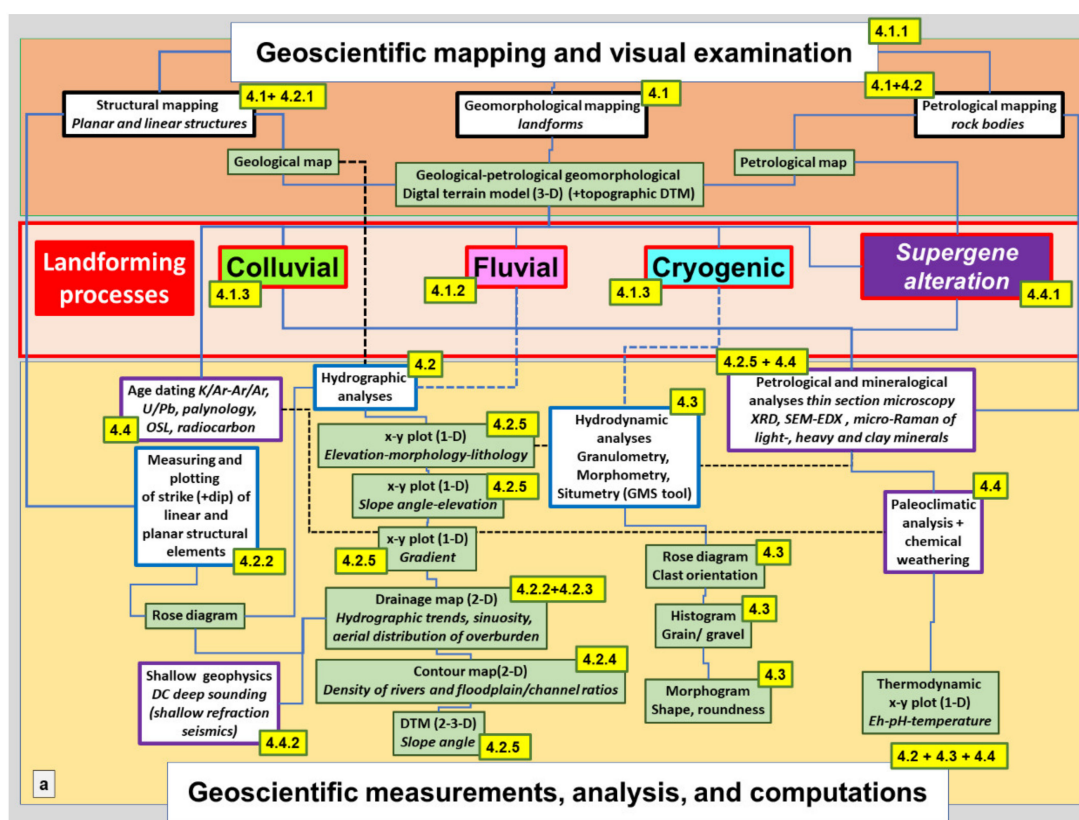 4.1.1
Geoscientific mapping and visual examination
4.1+ 4.2.1
Structural mapping
Planar and linear structures
4.1
Geomorphological mapping
landforms
4.1+4.2
Petrological mapping
rock bodies
Geological map
Geological-petrological geomorphological
Digtal terrain model (3-D) (+topographic DTM)
Petrological map
Landforming
processes
Colluvial
4.1.3
Fluvial
4.1.2
Cryogenic
4.1.3
Supergene
alteration
4.4.1
Age dating K/Ar-Ar/Ar,
U/Pb, palynology,
OSL, radiocarbon
4.4
4.2
Hydrographic
analyses
4.2.5 + 4.4
Petrological and mineralogical
analyses thin section microscopy
XRD, SEM-EDX , micro-Raman of
light-, heavy and clay minerals
4.3
Hydrodynamic
analyses
Granulometry,
Morphometry,
Situmetry (GMS tool)
4.2.5
x-y plot (1-D)
Elevation-morphology-lithology
Measuring and
plotting
of strike (+dip) of
linear and
planar structural
elements
4.2.2
4.2.5
x-y plot (1-D)
Slope angle-elevation
x-y plot (1-D)
Gradient
4.2.5
4.4
Paleoclimatic
analysis +
chemical
weathering
4.3
Rose diagram
Clast orientation
Rose diagram
4.2.2+4.2.3
Drainage map (2-D)
Hydrographic trends, sinuosity,
aerial distribution of overburden
4.3
Histogram
Grain/ gravel
Shallow geophysics
DC deep sounding
(shallow refraction
seismics)
4.4.2
4.2.4
Contour map(2-D)
Density of rivers and floodplain/channel ratios
4.3
Morphogram
Shape, roundness
Thermodynamic
x-y plot (1-D)
Eh-pH-temperature
DTM (2-3-D)
Slope angle
4.2.5
4.2 + 4.3 + 4.4
a
Geoscientific measurements, analysis, and computations